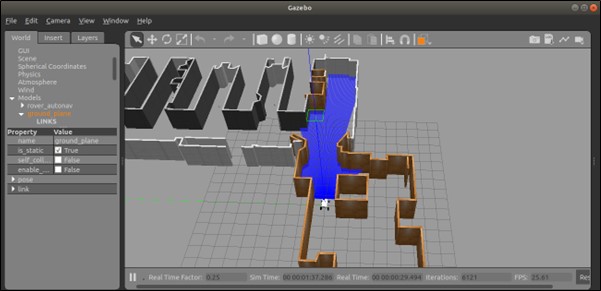 Gazebo
File Edit Camera View Window Help
World Insert Layers
GUI
Scene
Spherical Coordinates
Physics
Atmosphere
Wind
Models
rover_autonav
ground_plane
LINKS
Property Value
name ground_plane
is_static True
self_coll... False
enable_... False
pose
link
Real Time Factor: 0.25 Sim Time: 00:00:01:37.286 Real Time: 00:00:00:29.494 Iterations: 6121 FPS: 25.61 Res